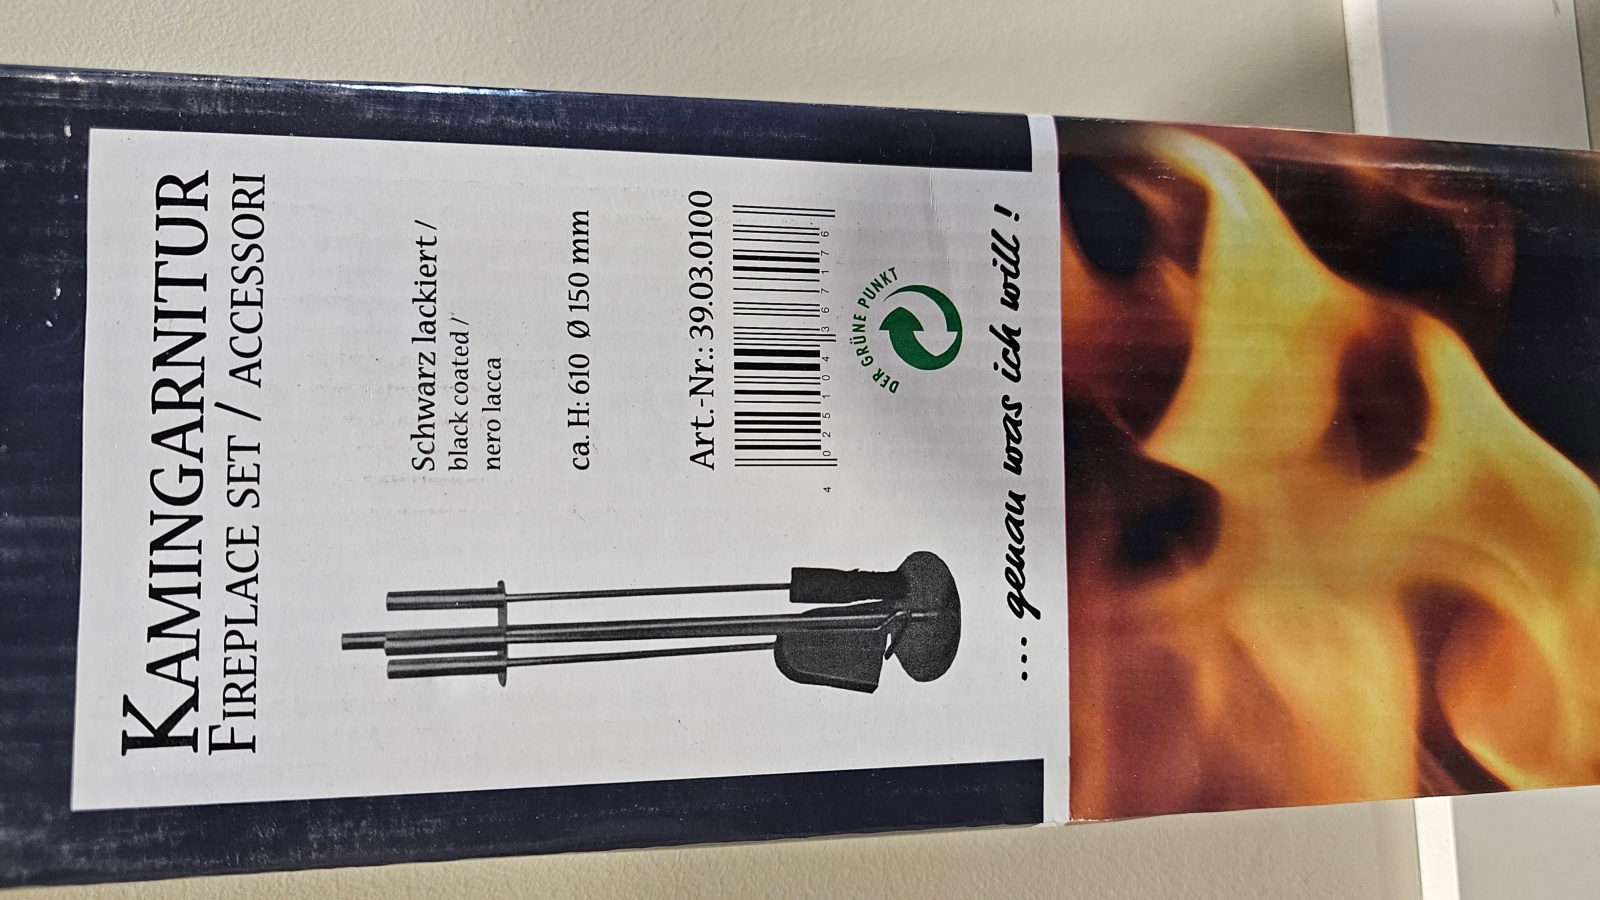 KAMINGARNITUR
FIREPLACE SET / ACCESSORI
Schwarz lackiert /
black coated /
nero lacca
ca. H: 610 Ø 150 mm
Art.-Nr.: 39.03.0100
4 025104 367176
DER GRÜNE PUNKT
... genau was ich will !